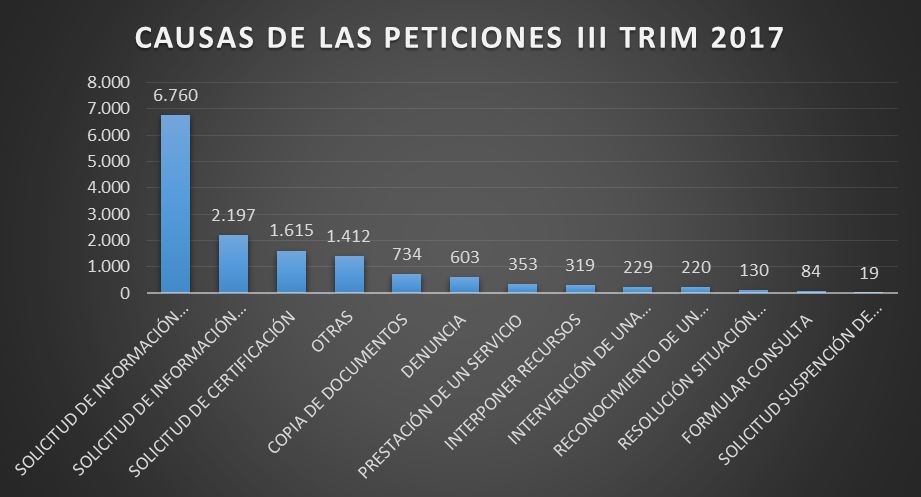 CAUSAS DE LAS PETICIONES III TRIM 2017
8.000
7.000
6.000
5.000
4.000
3.000
2.000
1.000
0
6.760
2.197
1.615
1.412
734
603
353
319
229
220
130
84
19
SOLICITUD DE INFORMACIÓN...
SOLICITUD DE INFORMACIÓN...
SOLICITUD DE CERTIFICACIÓN
OTRAS
COPIA DE DOCUMENTOS
DENUNCIA
PRESTACIÓN DE UN SERVICIO
INTERPONER RECURSOS
INTERVENCIÓN DE UNA...
RECONOCIMIENTO DE UN...
RESOLUCIÓN SITUACIÓN...
FORMULAR CONSULTA
SOLICITUD SUSPENCIÓN DE...